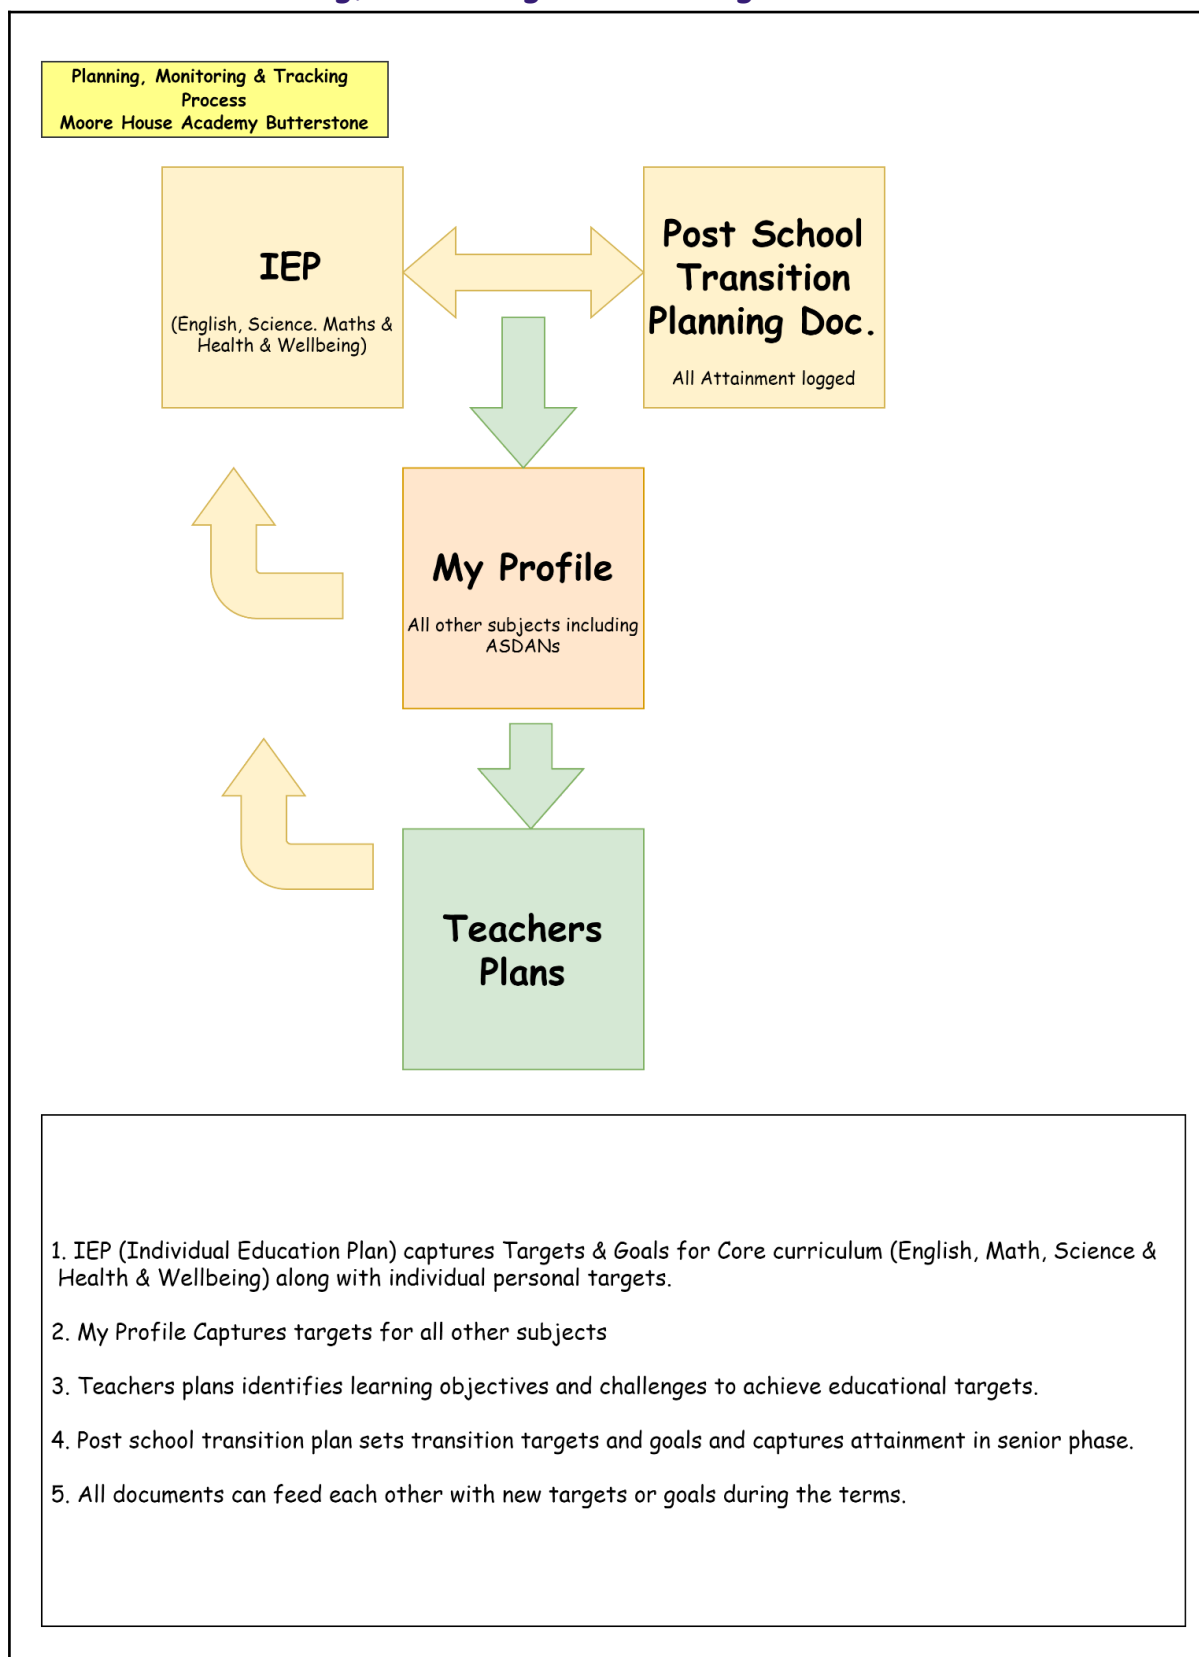 Planning, Monitoring & Tracking
Process
Moore House Academy Butterstone
IEP
(English, Science. Maths &
Health & Wellbeing)
Post School
Transition
Planning Doc.
All Attainment logged
My Profile
All other subjects including
ASDANs
Teachers
Plans
1. IEP (Individual Education Plan) captures Targets & Goals for Core curriculum (English, Math, Science &
Health & Wellbeing) along with individual personal targets.
2. My Profile Captures targets for all other subjects
3. Teachers plans identifies learning objectives and challenges to achieve educational targets.
4. Post school transition plan sets transition targets and goals and captures attainment in senior phase.
5. All documents can feed each other with new targets or goals during the terms.